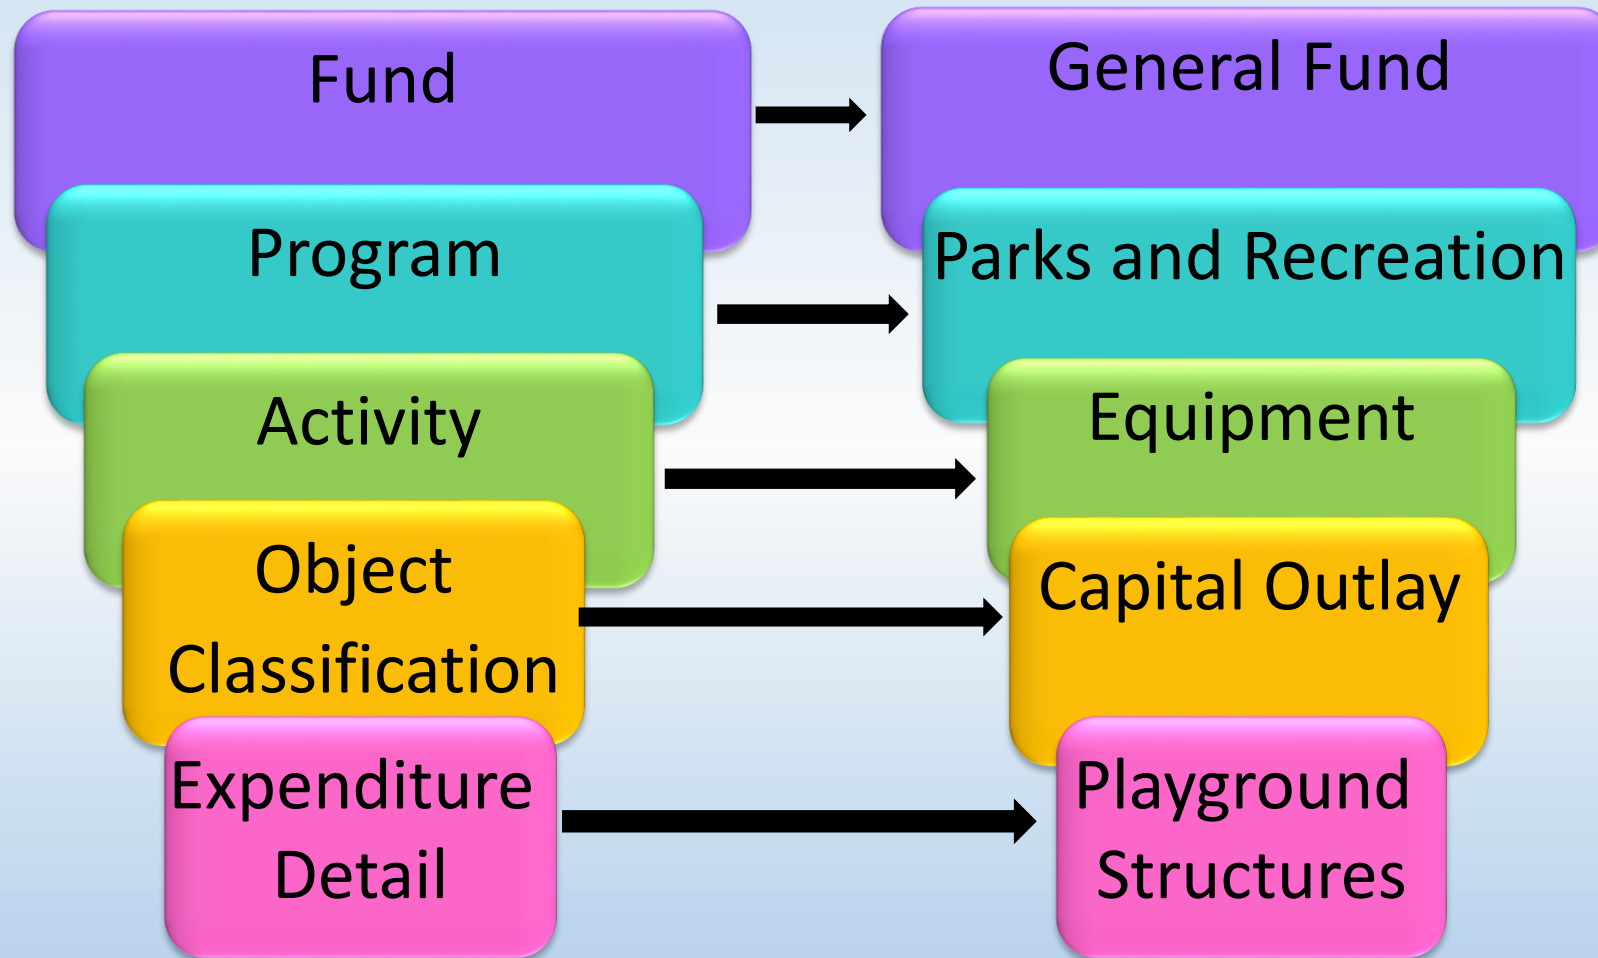 Fund
General Fund
Program
Parks and Recreation
Activity
Equipment
Object
Classification
Capital Outlay
Expenditure
Detail
Playground
Structures